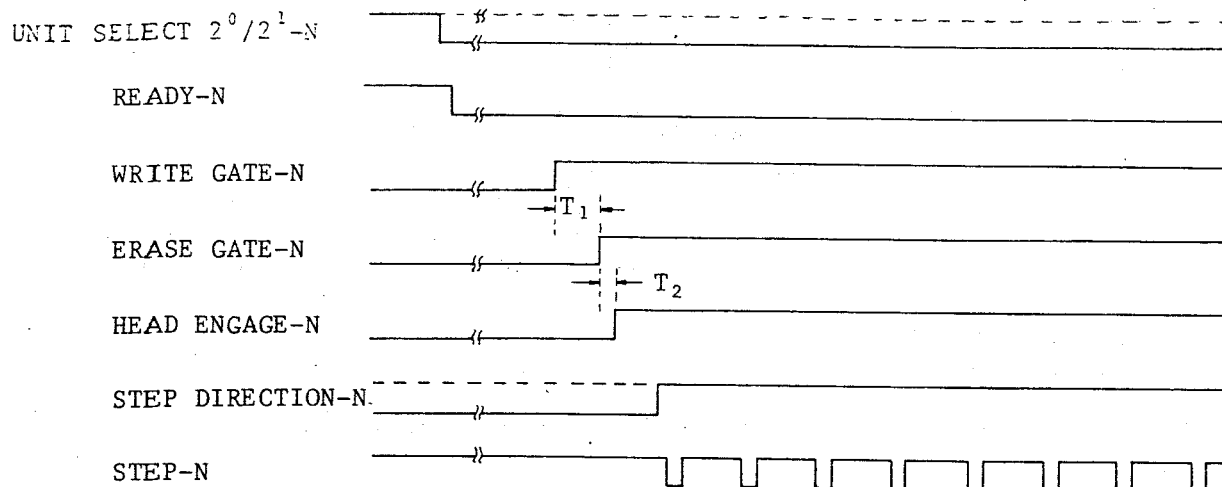 UNIT SELECT 2⁰/2¹-N
READY-N
WRITE GATE-N
T₁
ERASE GATE-N
T₂
HEAD ENGAGE-N
STEP DIRECTION-N
STEP-N